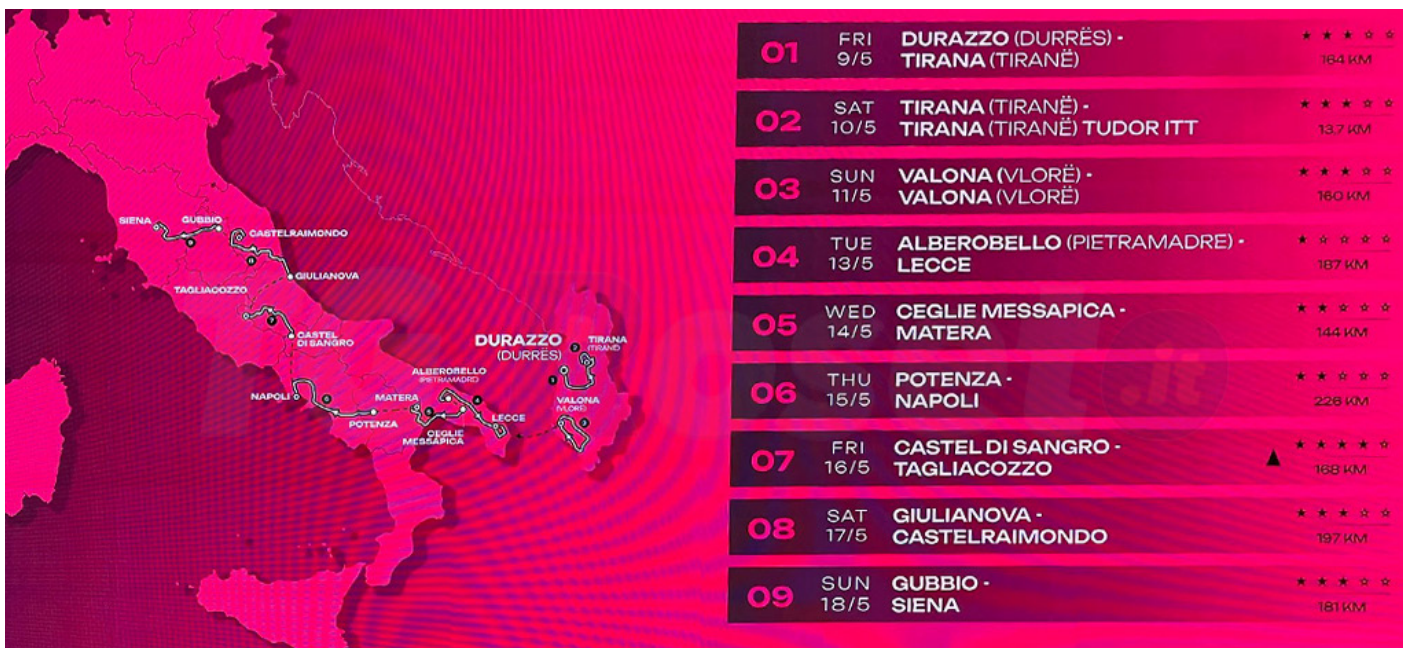 SIENA
GUBBIO
CASTELRAIMONDO
GIULIANOVA
TAGLIACOZZO
CASTEL
DI SANGRO
DURAZZO
(DURRËS)
TIRANA
ALBEROBELLO
(PIETRAMADRE)
VALONA
(VLORË)
NAPOLI
MATERA
LECCE
POTENZA
CEGLIE
MESSAPICA
01 FRI 9/5 DURAZZO (DURRËS) -
TIRANA (TIRANË)
164 KM
02 SAT 10/5 TIRANA (TIRANË) -
TIRANA (TIRANË) TUDOR ITT
13,7 KM
03 SUN 11/5 VALONA (VLORË) -
VALONA (VLORË)
160 KM
04 TUE 13/5 ALBEROBELLO (PIETRAMADRE) -
LECCE
187 KM
05 WED 14/5 CEGLIE MESSAPICA -
MATERA
144 KM
06 THU 15/5 POTENZA -
NAPOLI
226 KM
07 FRI 16/5 CASTEL DI SANGRO -
TAGLIACOZZO
168 KM
08 SAT 17/5 GIULIANOVA -
CASTELRAIMONDO
197 KM
09 SUN 18/5 GUBBIO -
SIENA
181 KM
.it